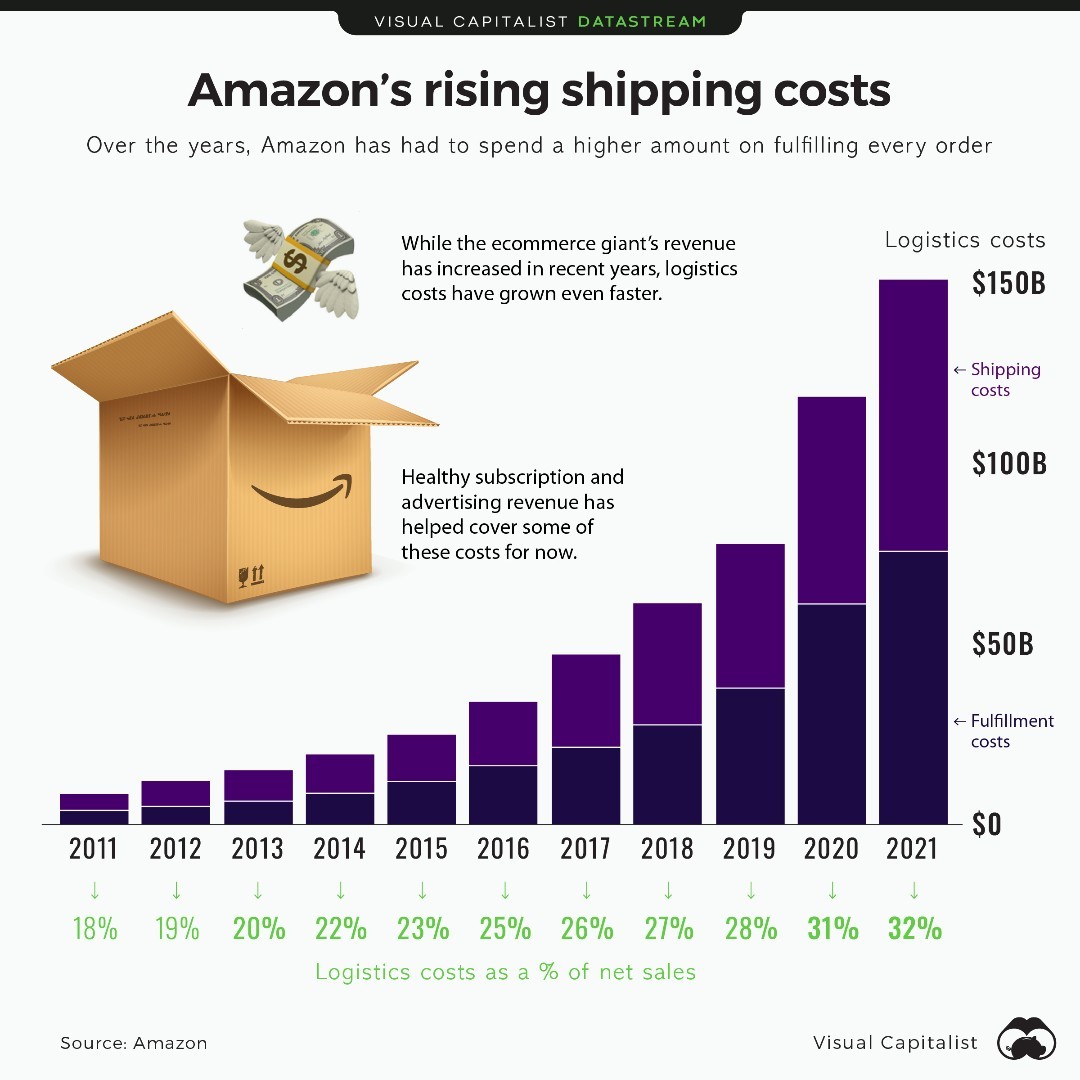 VISUAL CAPITALIST DATASTREAM
Amazon's rising shipping costs
Over the years, Amazon has had to spend a higher amount on fulfilling every order
While the ecommerce giant's revenue
has increased in recent years, logistics
costs have grown even faster.
Healthy subscription and
advertising revenue has
helped cover some of
these costs for now.
Logistics costs
$150B
← Shipping
costs
$100B
$50B
← Fulfillment
costs
$0
2011 2012 2013 2014 2015 2016 2017 2018 2019 2020 2021
↓ ↓ ↓ ↓ ↓ ↓ ↓ ↓ ↓ ↓ ↓
18% 19% 20% 22% 23% 25% 26% 27% 28% 31% 32%
Logistics costs as a % of net sales
Source: Amazon
Visual Capitalist